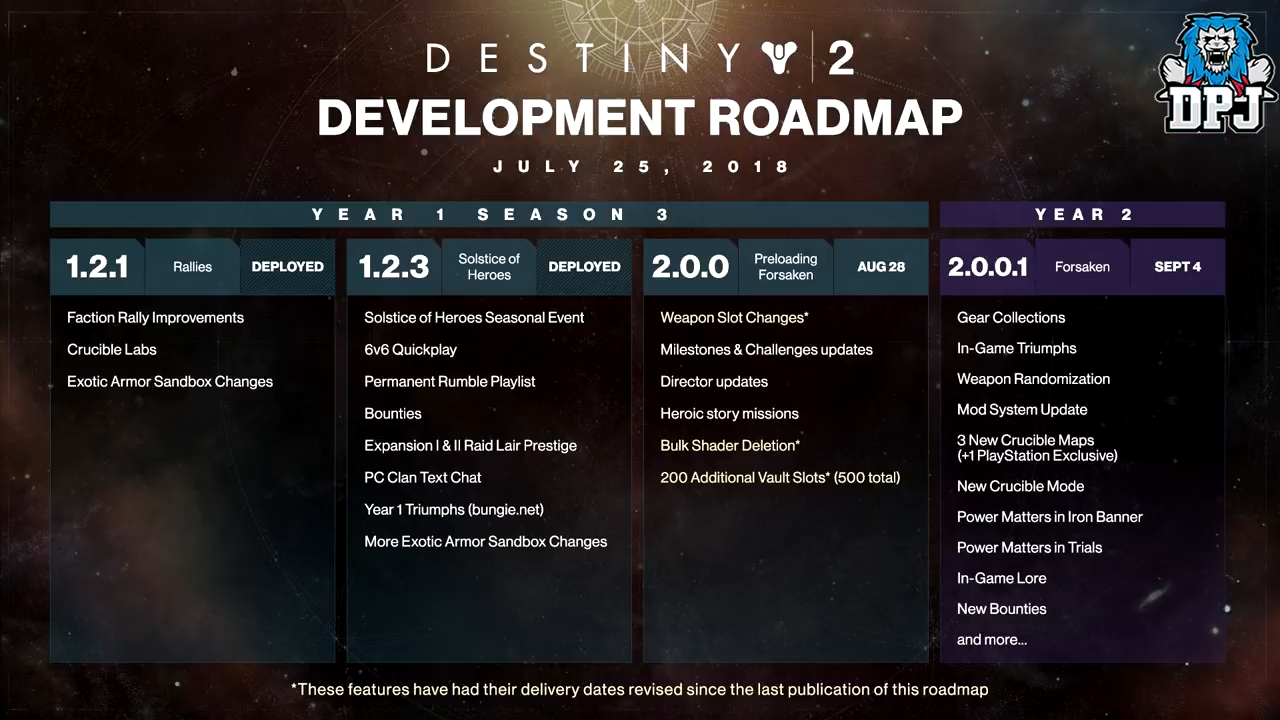 DESTINY 2
DPJ
DEVELOPMENT ROADMAP
JULY 25, 2018
YEAR 1 SEASON 3
1.2.1
Rallies
DEPLOYED
Faction Rally Improvements
Crucible Labs
Exotic Armor Sandbox Changes
1.2.3
Solstice of
Heroes
DEPLOYED
Solstice of Heroes Seasonal Event
6v6 Quickplay
Permanent Rumble Playlist
Bounties
Expansion I & II Raid Lair Prestige
PC Clan Text Chat
Year 1 Triumphs (bungie.net)
More Exotic Armor Sandbox Changes
2.0.0
Preloading
Forsaken
AUG 28
Weapon Slot Changes*
Milestones & Challenges updates
Director updates
Heroic story missions
Bulk Shader Deletion*
200 Additional Vault Slots* (500 total)
YEAR 2
2.0.0.1
Forsaken
SEPT 4
Gear Collections
In-Game Triumphs
Weapon Randomization
Mod System Update
3 New Crucible Maps
(+1 PlayStation Exclusive)
New Crucible Mode
Power Matters in Iron Banner
Power Matters in Trials
In-Game Lore
New Bounties
and more...
*These features have had their delivery dates revised since the last publication of this roadmap